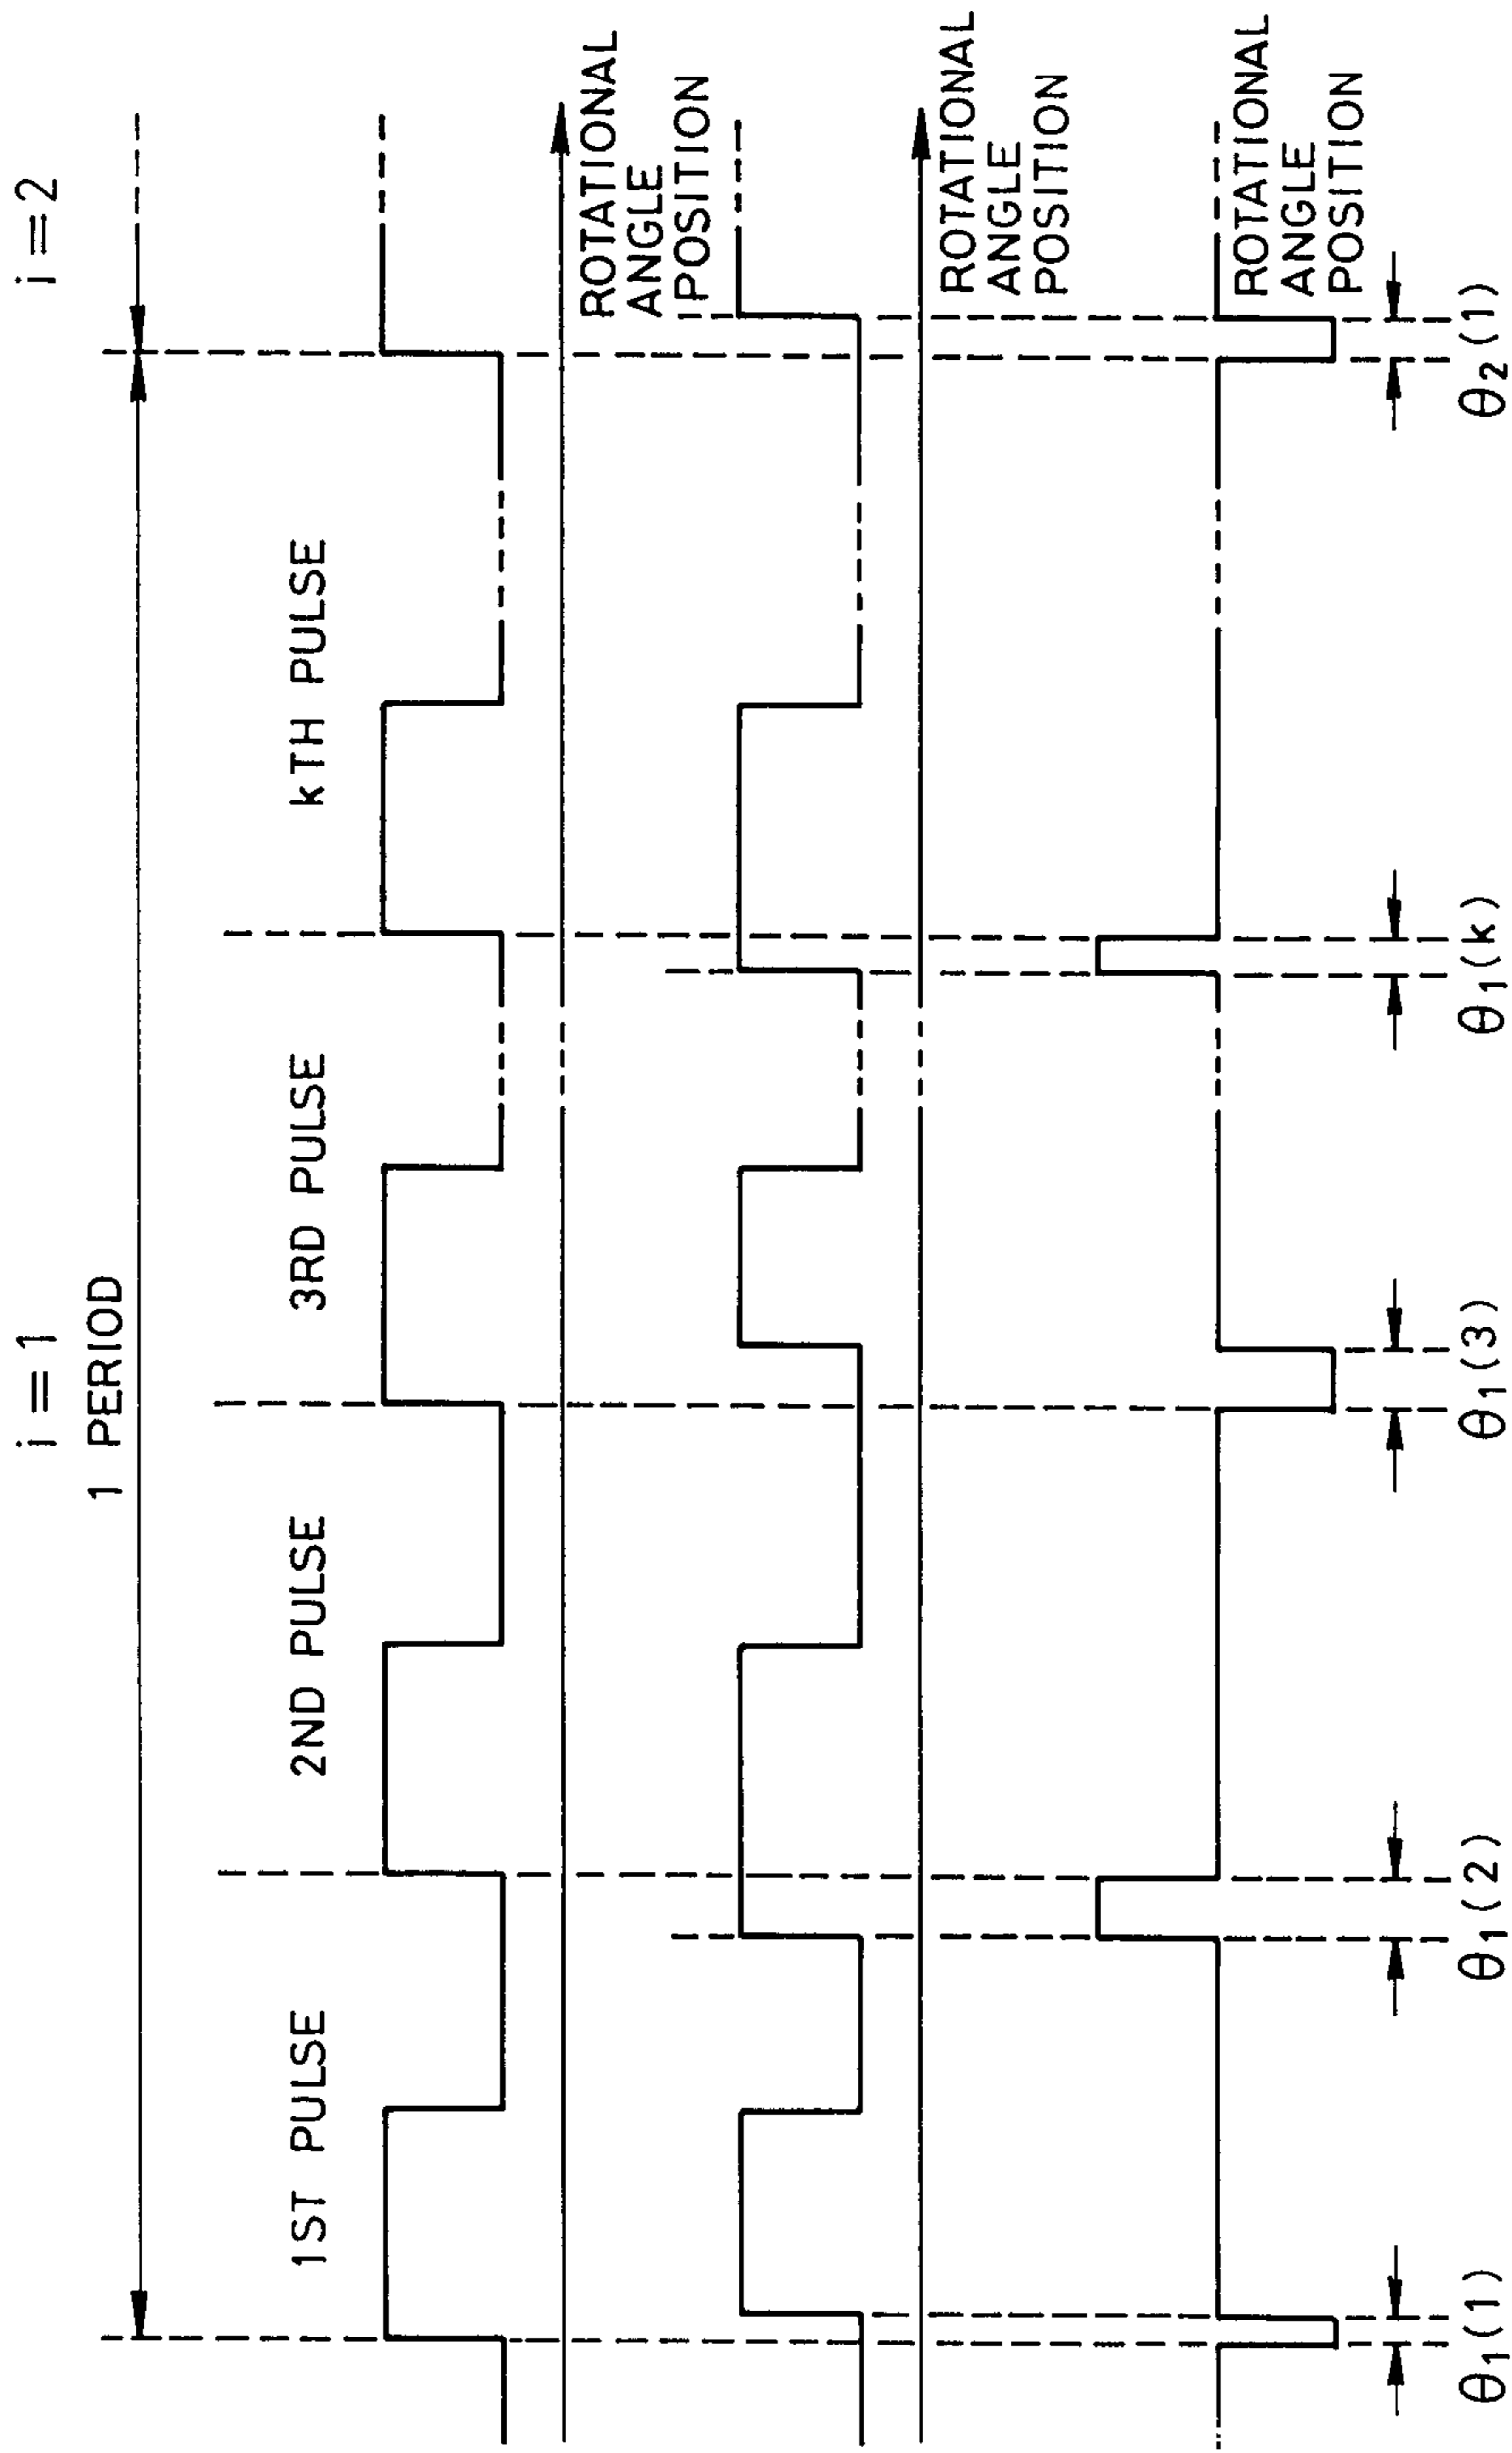 i=1
i=2
1 PERIOD
1ST PULSE
2ND PULSE
3RD PULSE
kTH PULSE
ROTATIONAL
ANGLE
POSITION
ROTATIONAL
ANGLE
POSITION
ROTATIONAL
ANGLE
POSITION
θ₁(1)
θ₁(2)
θ₁(3)
θ₁(k)
θ₂(1)